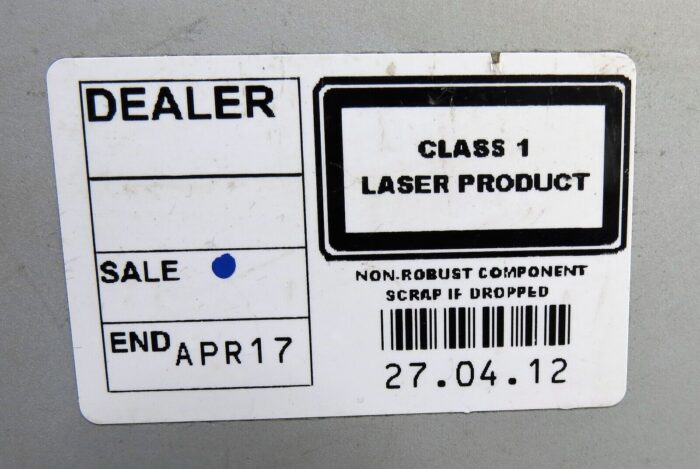 DEALER
SALE
END APR17
CLASS 1
LASER PRODUCT
NON-ROBUST COMPONENT
SCRAP IF DROPPED
27.04.12